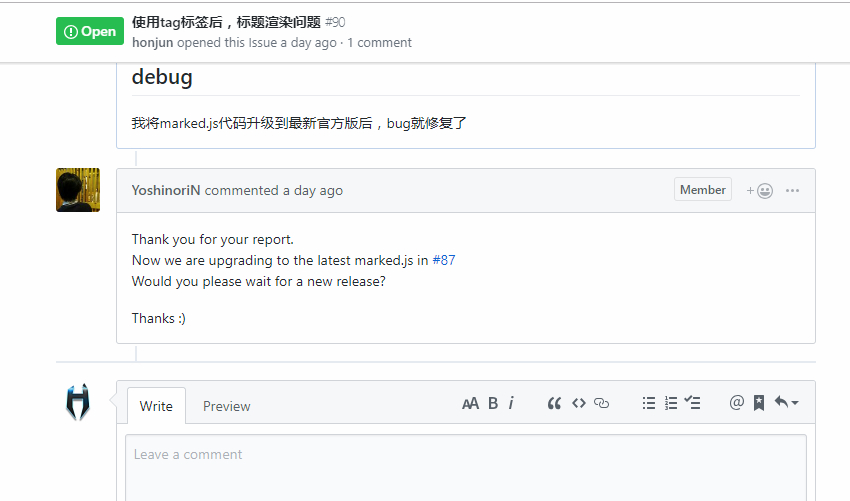 Open
使用tag标签后，标题渲染问题 #90
honjun opened this Issue a day ago · 1 comment
debug
我将marked.js代码升级到最新官方版后，bug就修复了
YoshinoriN commented a day ago
Member
Thank you for your report.
Now we are upgrading to the latest marked.js in #87
Would you please wait for a new release?
Thanks :)
Write
Preview
AA B i
@
Leave a comment